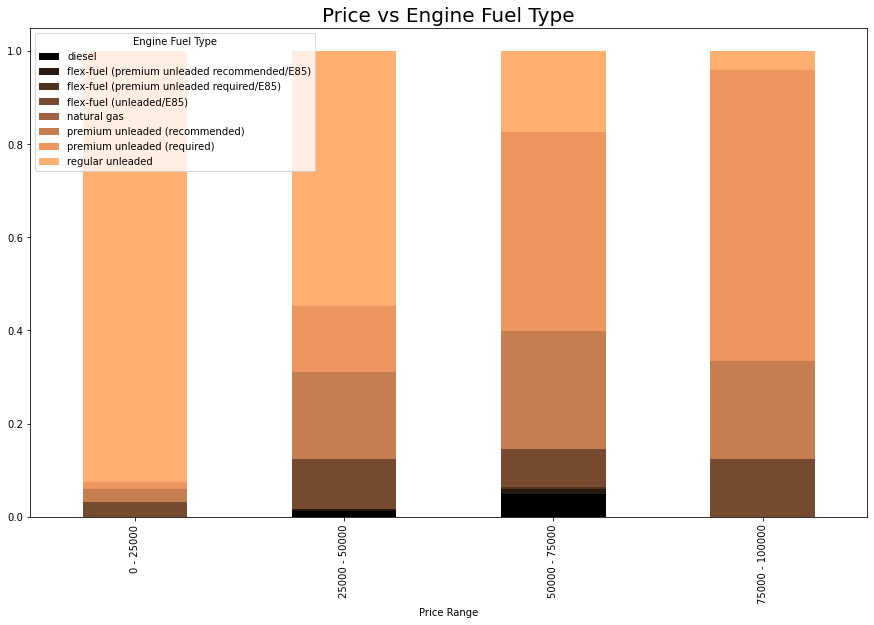 Price vs Engine Fuel Type
Engine Fuel Type
diesel
flex-fuel (premium unleaded recommended/E85)
flex-fuel (premium unleaded required/E85)
flex-fuel (unleaded/E85)
natural gas
premium unleaded (recommended)
premium unleaded (required)
regular unleaded
1.0
0.8
0.6
0.4
0.2
0.0
0 - 25000
25000 - 50000
50000 - 75000
75000 - 100000
Price Range